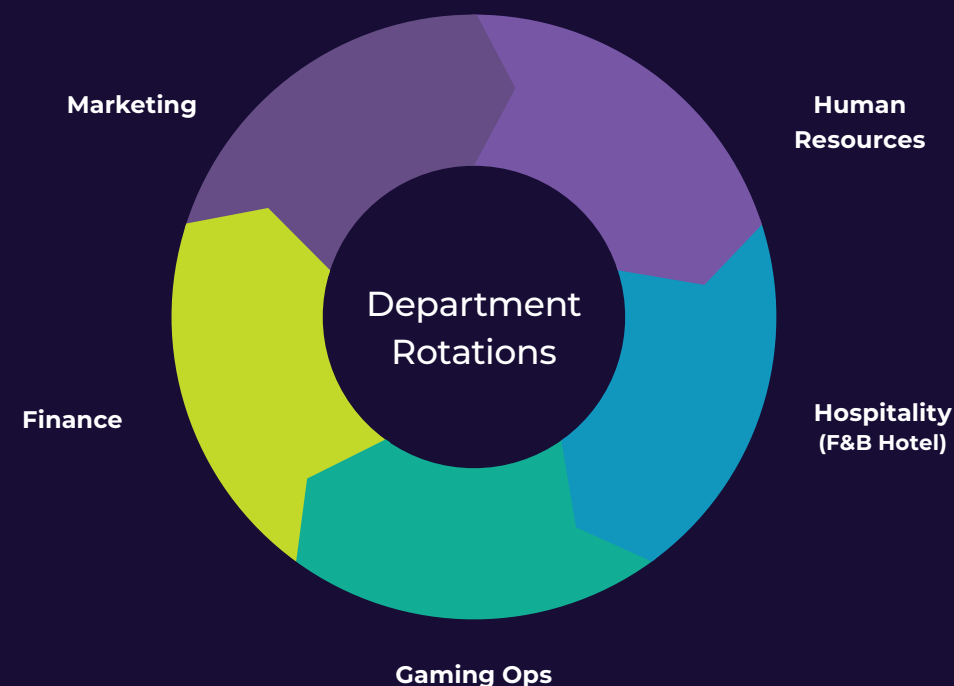 Marketing
Human
Resources
Department
Rotations
Finance
Hospitality
(F&B Hotel)
Gaming Ops